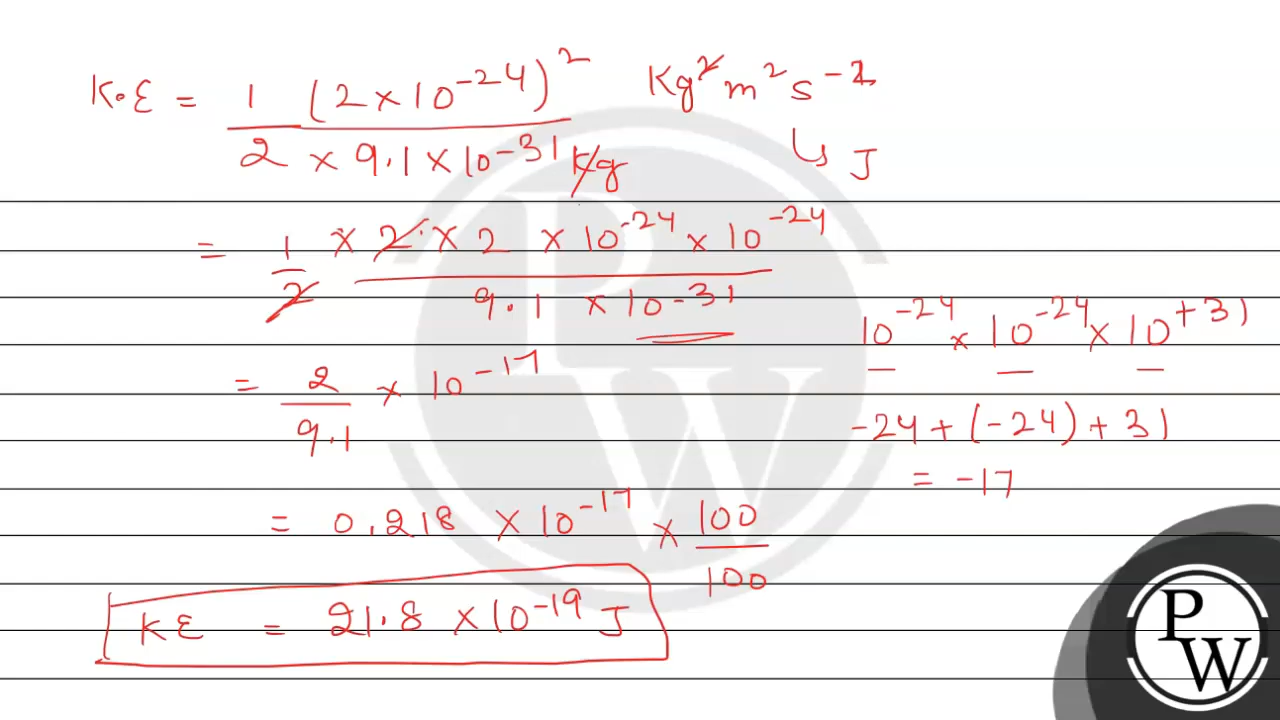 K.E = 1 (2 × 10⁻²⁴)² Kg² m² s⁻²
2 × 9.1 × 10⁻³¹ Kg ↳ J
= 1/2 × 2 × 2 × 10⁻²⁴ × 10⁻²⁴
9.1 × 10⁻³¹
10⁻²⁴ × 10⁻²⁴ × 10⁺³¹
= 2/9.1 × 10⁻¹⁷
-24 + (-24) + 31
= -17
= 0.218 × 10⁻¹⁷ × 100/100
KE = 21.8 × 10⁻¹⁹ J
PW
PW